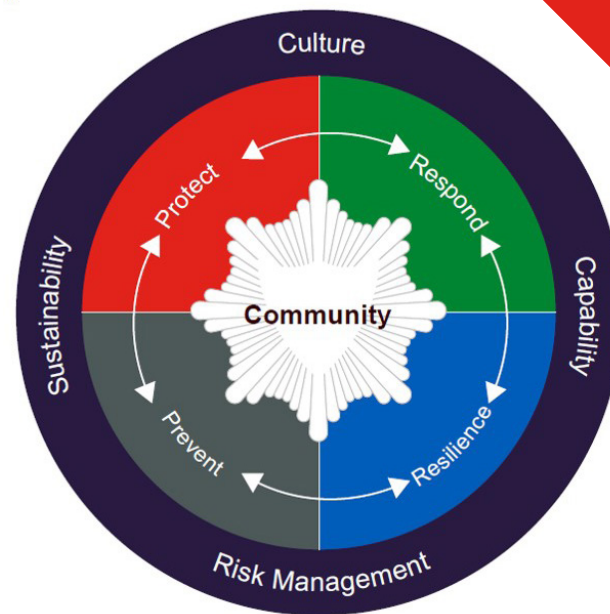 Culture
Protect
Respond
Sustainability
Community
Capability
Prevent
Resilience
Risk Management